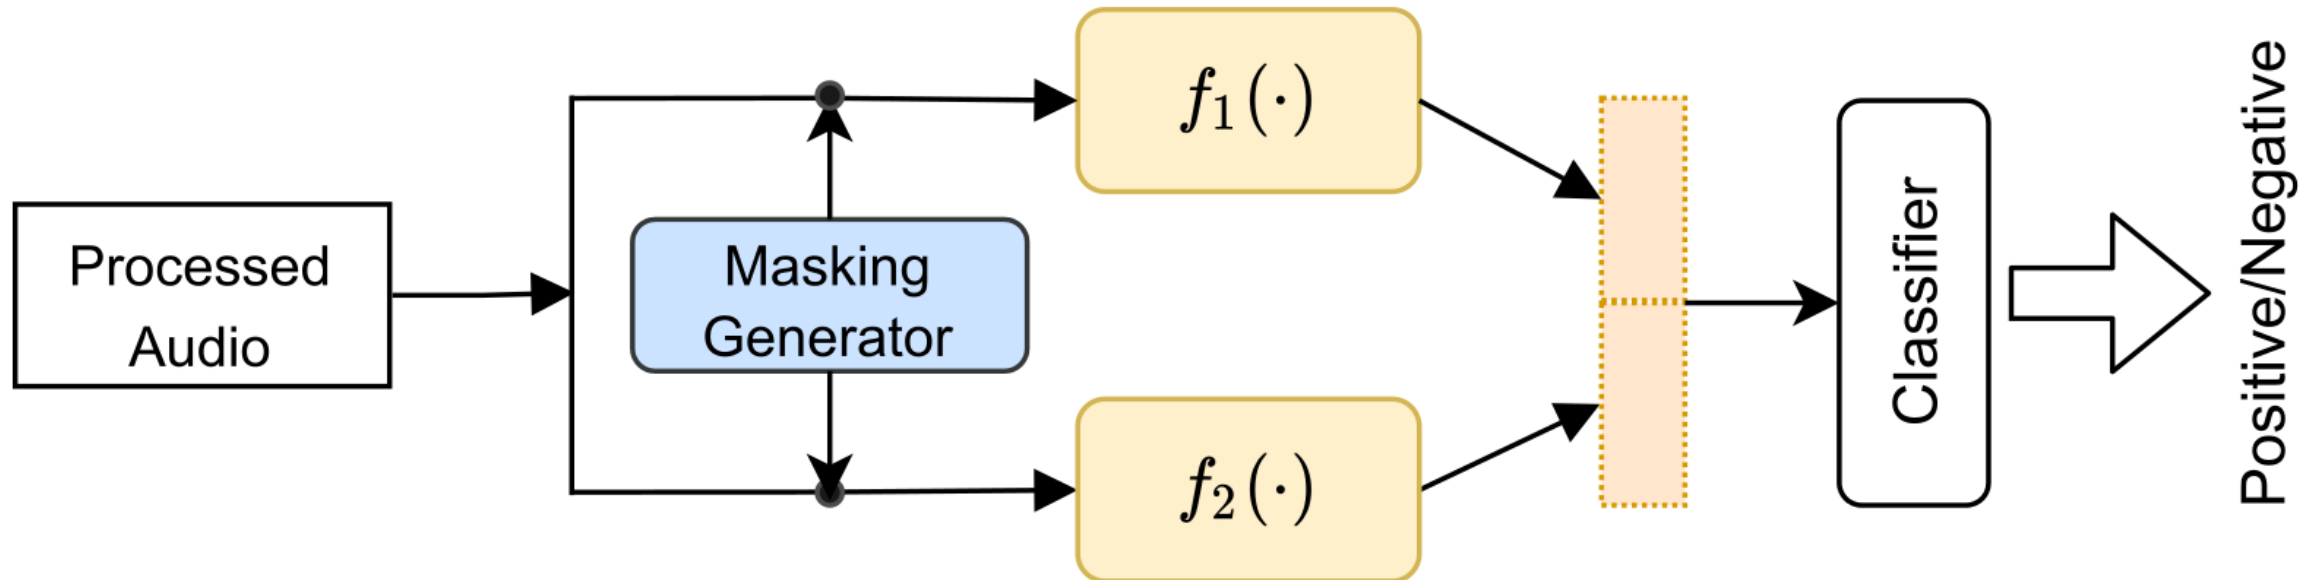 Processed
Audio
Masking
Generator
f₁(·)
f₂(·)
Classifier
Positive/Negative